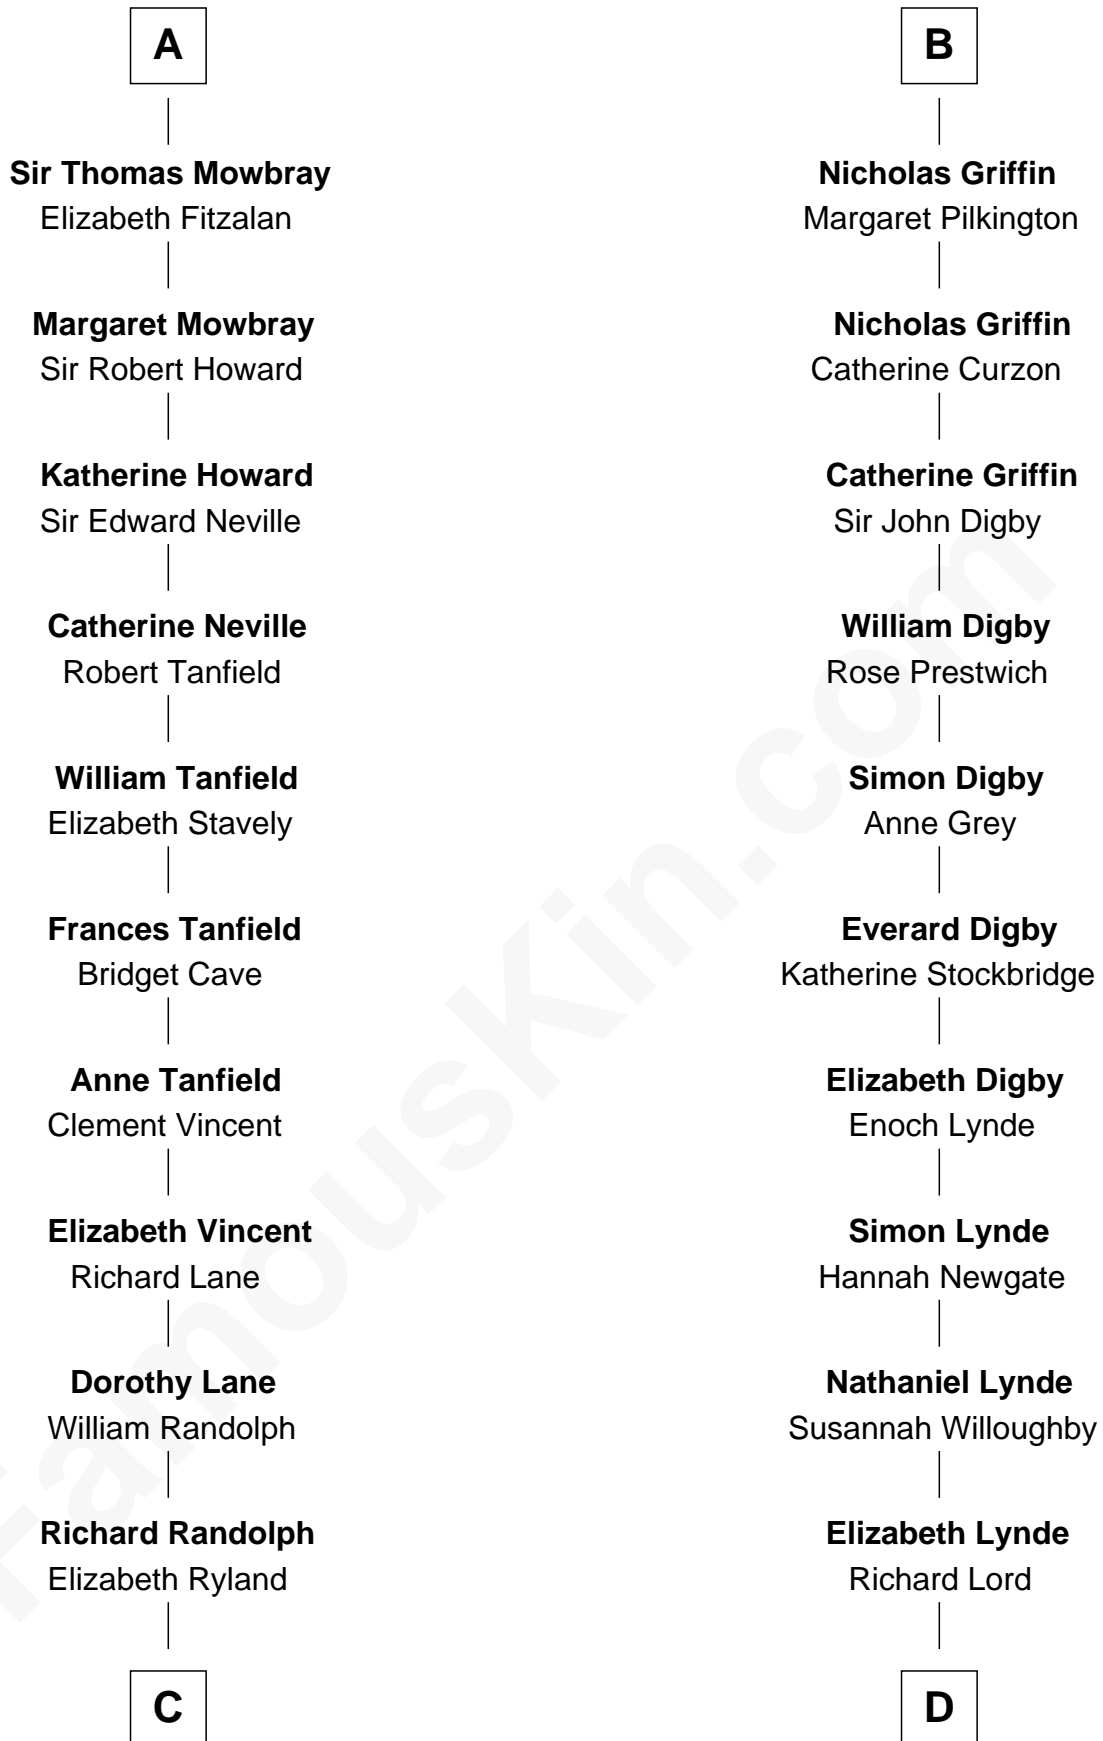 A
Sir Thomas Mowbray
Elizabeth Fitzalan
Margaret Mowbray
Sir Robert Howard
Katherine Howard
Sir Edward Neville
Catherine Neville
Robert Tanfield
William Tanfield
Elizabeth Stavely
Frances Tanfield
Bridget Cave
Anne Tanfield
Clement Vincent
Elizabeth Vincent
Richard Lane
Dorothy Lane
William Randolph
Richard Randolph
Elizabeth Ryland
C
B
Nicholas Griffin
Margaret Pilkington
Nicholas Griffin
Catherine Curzon
Catherine Griffin
Sir John Digby
William Digby
Rose Prestwich
Simon Digby
Anne Grey
Everard Digby
Katherine Stockbridge
Elizabeth Digby
Enoch Lynde
Simon Lynde
Hannah Newgate
Nathaniel Lynde
Susannah Willoughby
Elizabeth Lynde
Richard Lord
D
FamousKin.com